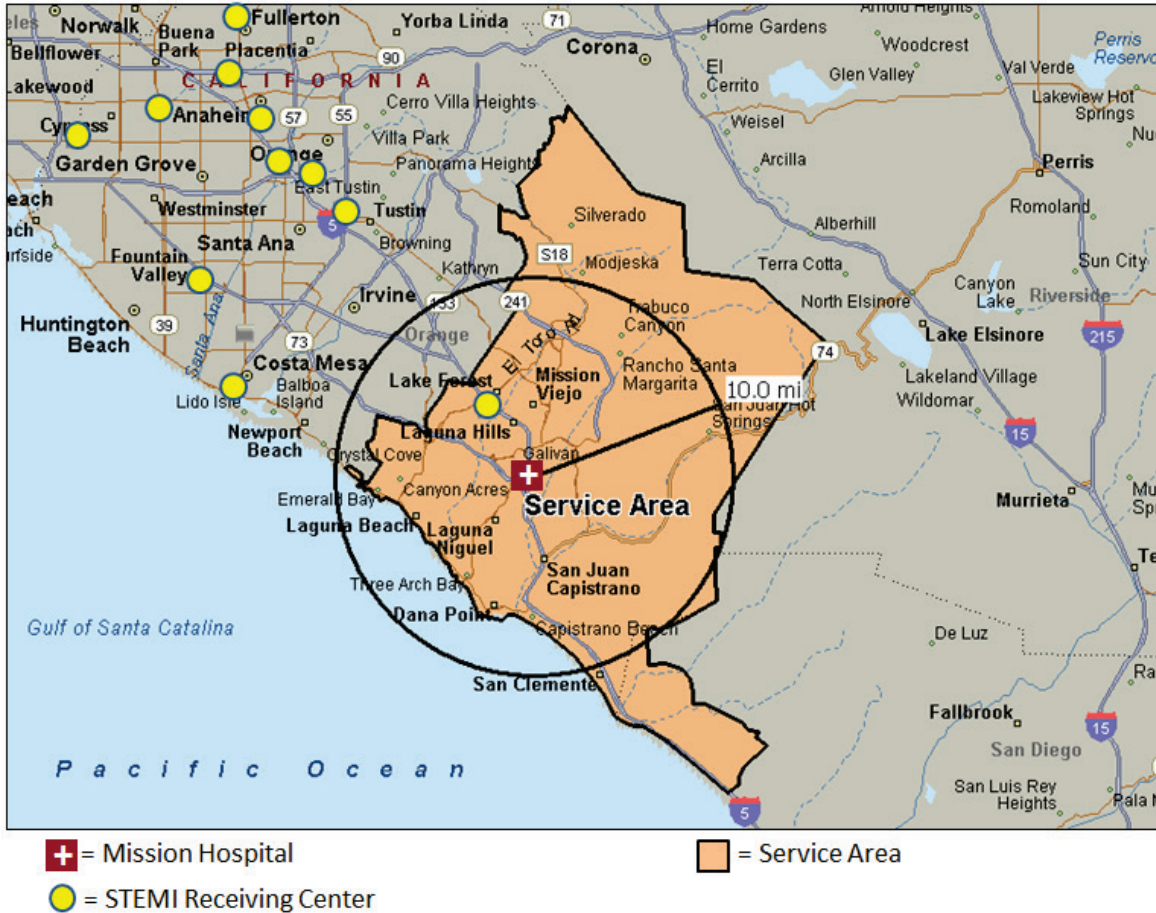 Norwalk
Fullerton
Yorba Linda
71
Home Gardens
Arnold Heights
Buena
Park
Placentia
Corona
Woodcrest
Perris
Bellflower
90
El
Cerrito
Glen Valley
Val Verde
CALIFORNIA
Lakewood
Cerro Villa Heights
Lakeview Hot
Springs
Anaheim
57
55
Cypress
Villa Park
Weisel
Orange
Garden Grove
Panorama Heights
Arcilla
Perris
East Tustin
Westminster
5
Tustin
Silverado
Alberhill
Romoland
Santa Ana
Browning
S18
Fountain
Valley
Kathryn
Modjeska
Terra Cotta
Sun City
Canyon
Lake
Irvine
133
241
Trabuco
Canyon
North Elsinore
Riverside
Huntington
Beach
39
Santa Ana
73
Orange
El Toro Rd
Lake Elsinore
215
Costa Mesa
74
Lake Forest
Mission
Viejo
Rancho Santa
Margarita
Lakeland Village
Lido Isle
Balboa
Island
10.0 mi
Wildomar
San Juan Hot
Springs
Newport
Beach
Laguna Hills
15
Crystal Cove
Galivan
Emerald Bay
Canyon Acres
Murrieta
Service Area
Laguna Beach
Laguna
Niguel
San Juan
Capistrano
Three Arch Bay
Dana Point
Capistrano Beach
Gulf of Santa Catalina
De Luz
San Clemente
Fallbrook
15
San Diego
Pacific Ocean
San Luis Rey
Heights
Pala
5
= Mission Hospital
= Service Area
= STEMI Receiving Center